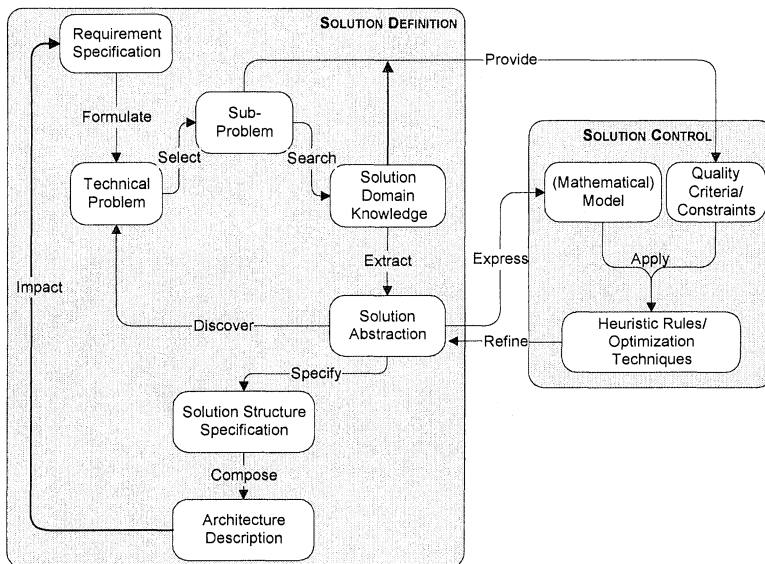 SOLUTION DEFINITION
Requirement
Specification
Provide
Formulate
Sub-
Problem
SOLUTION CONTROL
Select
Search
Technical
Problem
Solution
Domain
Knowledge
(Mathematical)
Model
Quality
Criteria/
Constraints
Extract
Express
Apply
Impact
Discover
Solution
Abstraction
Refine
Heuristic Rules/
Optimization
Techniques
Specify
Solution Structure
Specification
Compose
Architecture
Description